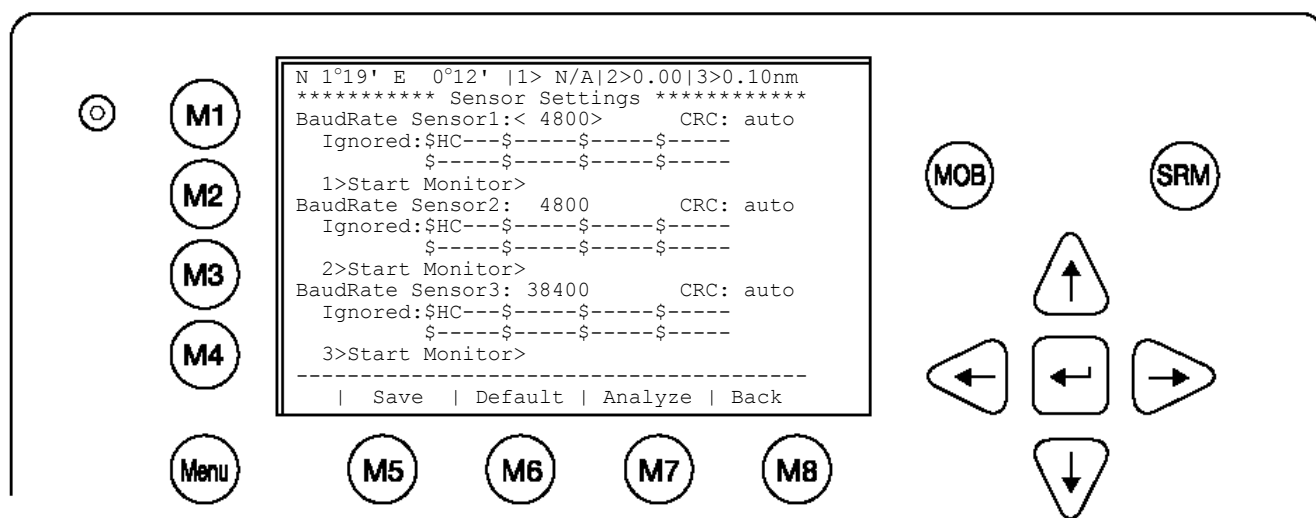 N 1°19' E  0°12' |1> N/A|2>0.00|3>0.10nm
*********** Sensor Settings ************
BaudRate Sensor1:< 4800>      CRC: auto
Ignored:$HC---$-----$-----$-----
$-----$-----$-----$-----
1>Start Monitor>
BaudRate Sensor2:  4800       CRC: auto
Ignored:$HC---$-----$-----$-----
$-----$-----$-----$-----
2>Start Monitor>
BaudRate Sensor3: 38400       CRC: auto
Ignored:$HC---$-----$-----$-----
$-----$-----$-----$-----
3>Start Monitor>
----------------------------------------
|  Save  | Default | Analyze | Back
M1
M2
M3
M4
MOB
SRM
Menu
M5
M6
M7
M8